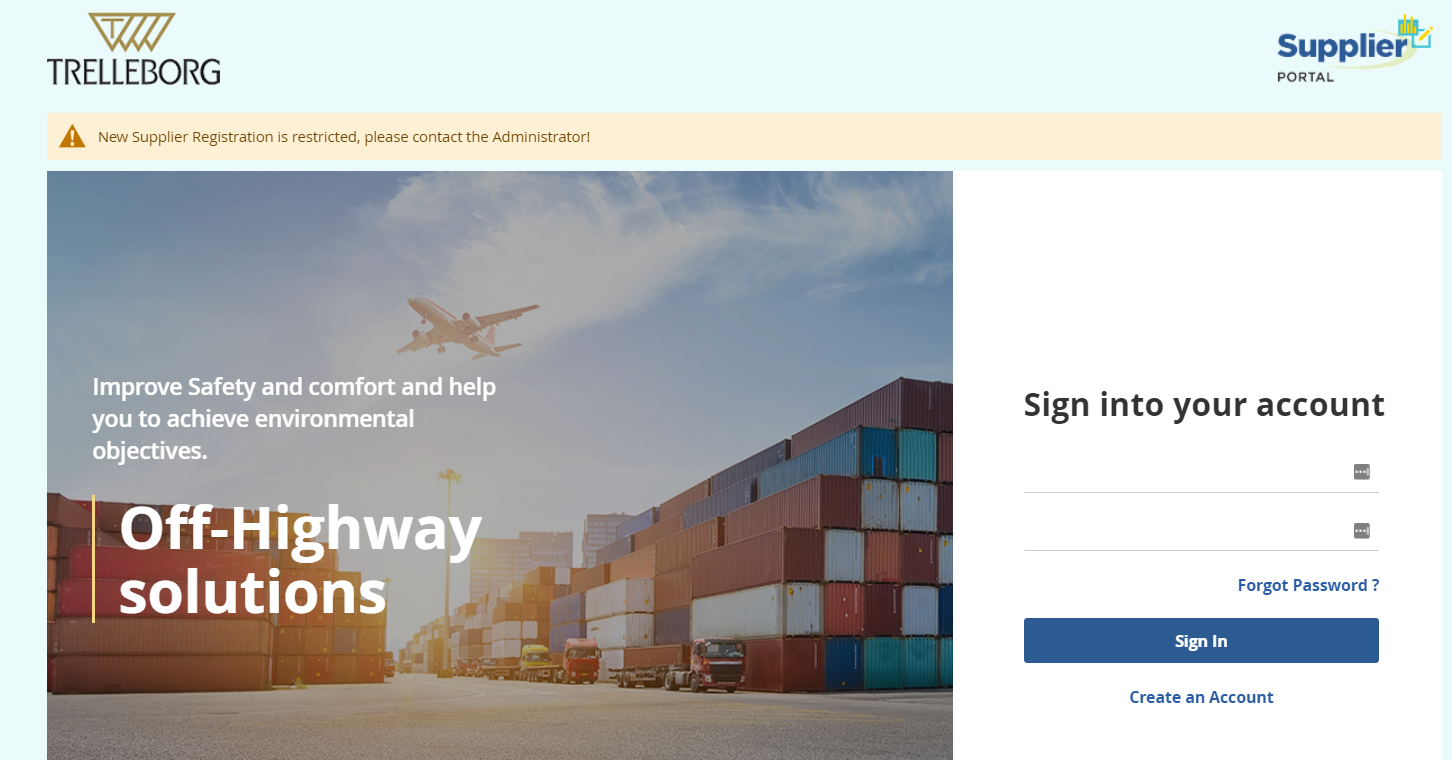 TRELLEBORG
Supplier
PORTAL
New Supplier Registration is restricted, please contact the Administrator!
Improve Safety and comfort and help
you to achieve environmental
objectives.
Off-Highway
solutions
Sign into your account
Forgot Password ?
Sign In
Create an Account